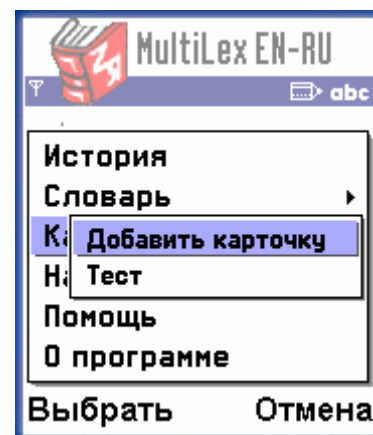 MultiLex EN-RU
abc
История
Словарь
Добавить карточку
Тест
Помощь
О программе
Выбрать Отмена